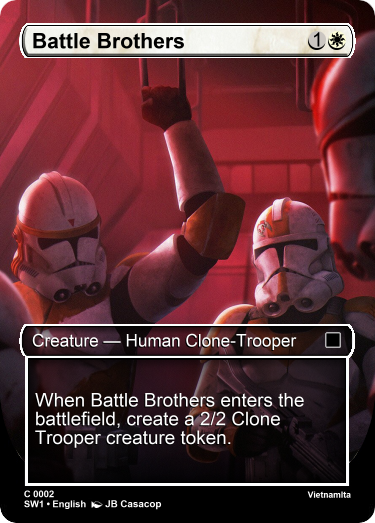 Battle Brothers 1
Creature — Human Clone-Trooper
When Battle Brothers enters the
battlefield, create a 2/2 Clone
Trooper creature token.
C 0002
SW1 • English JB Casacop
Vietnamita